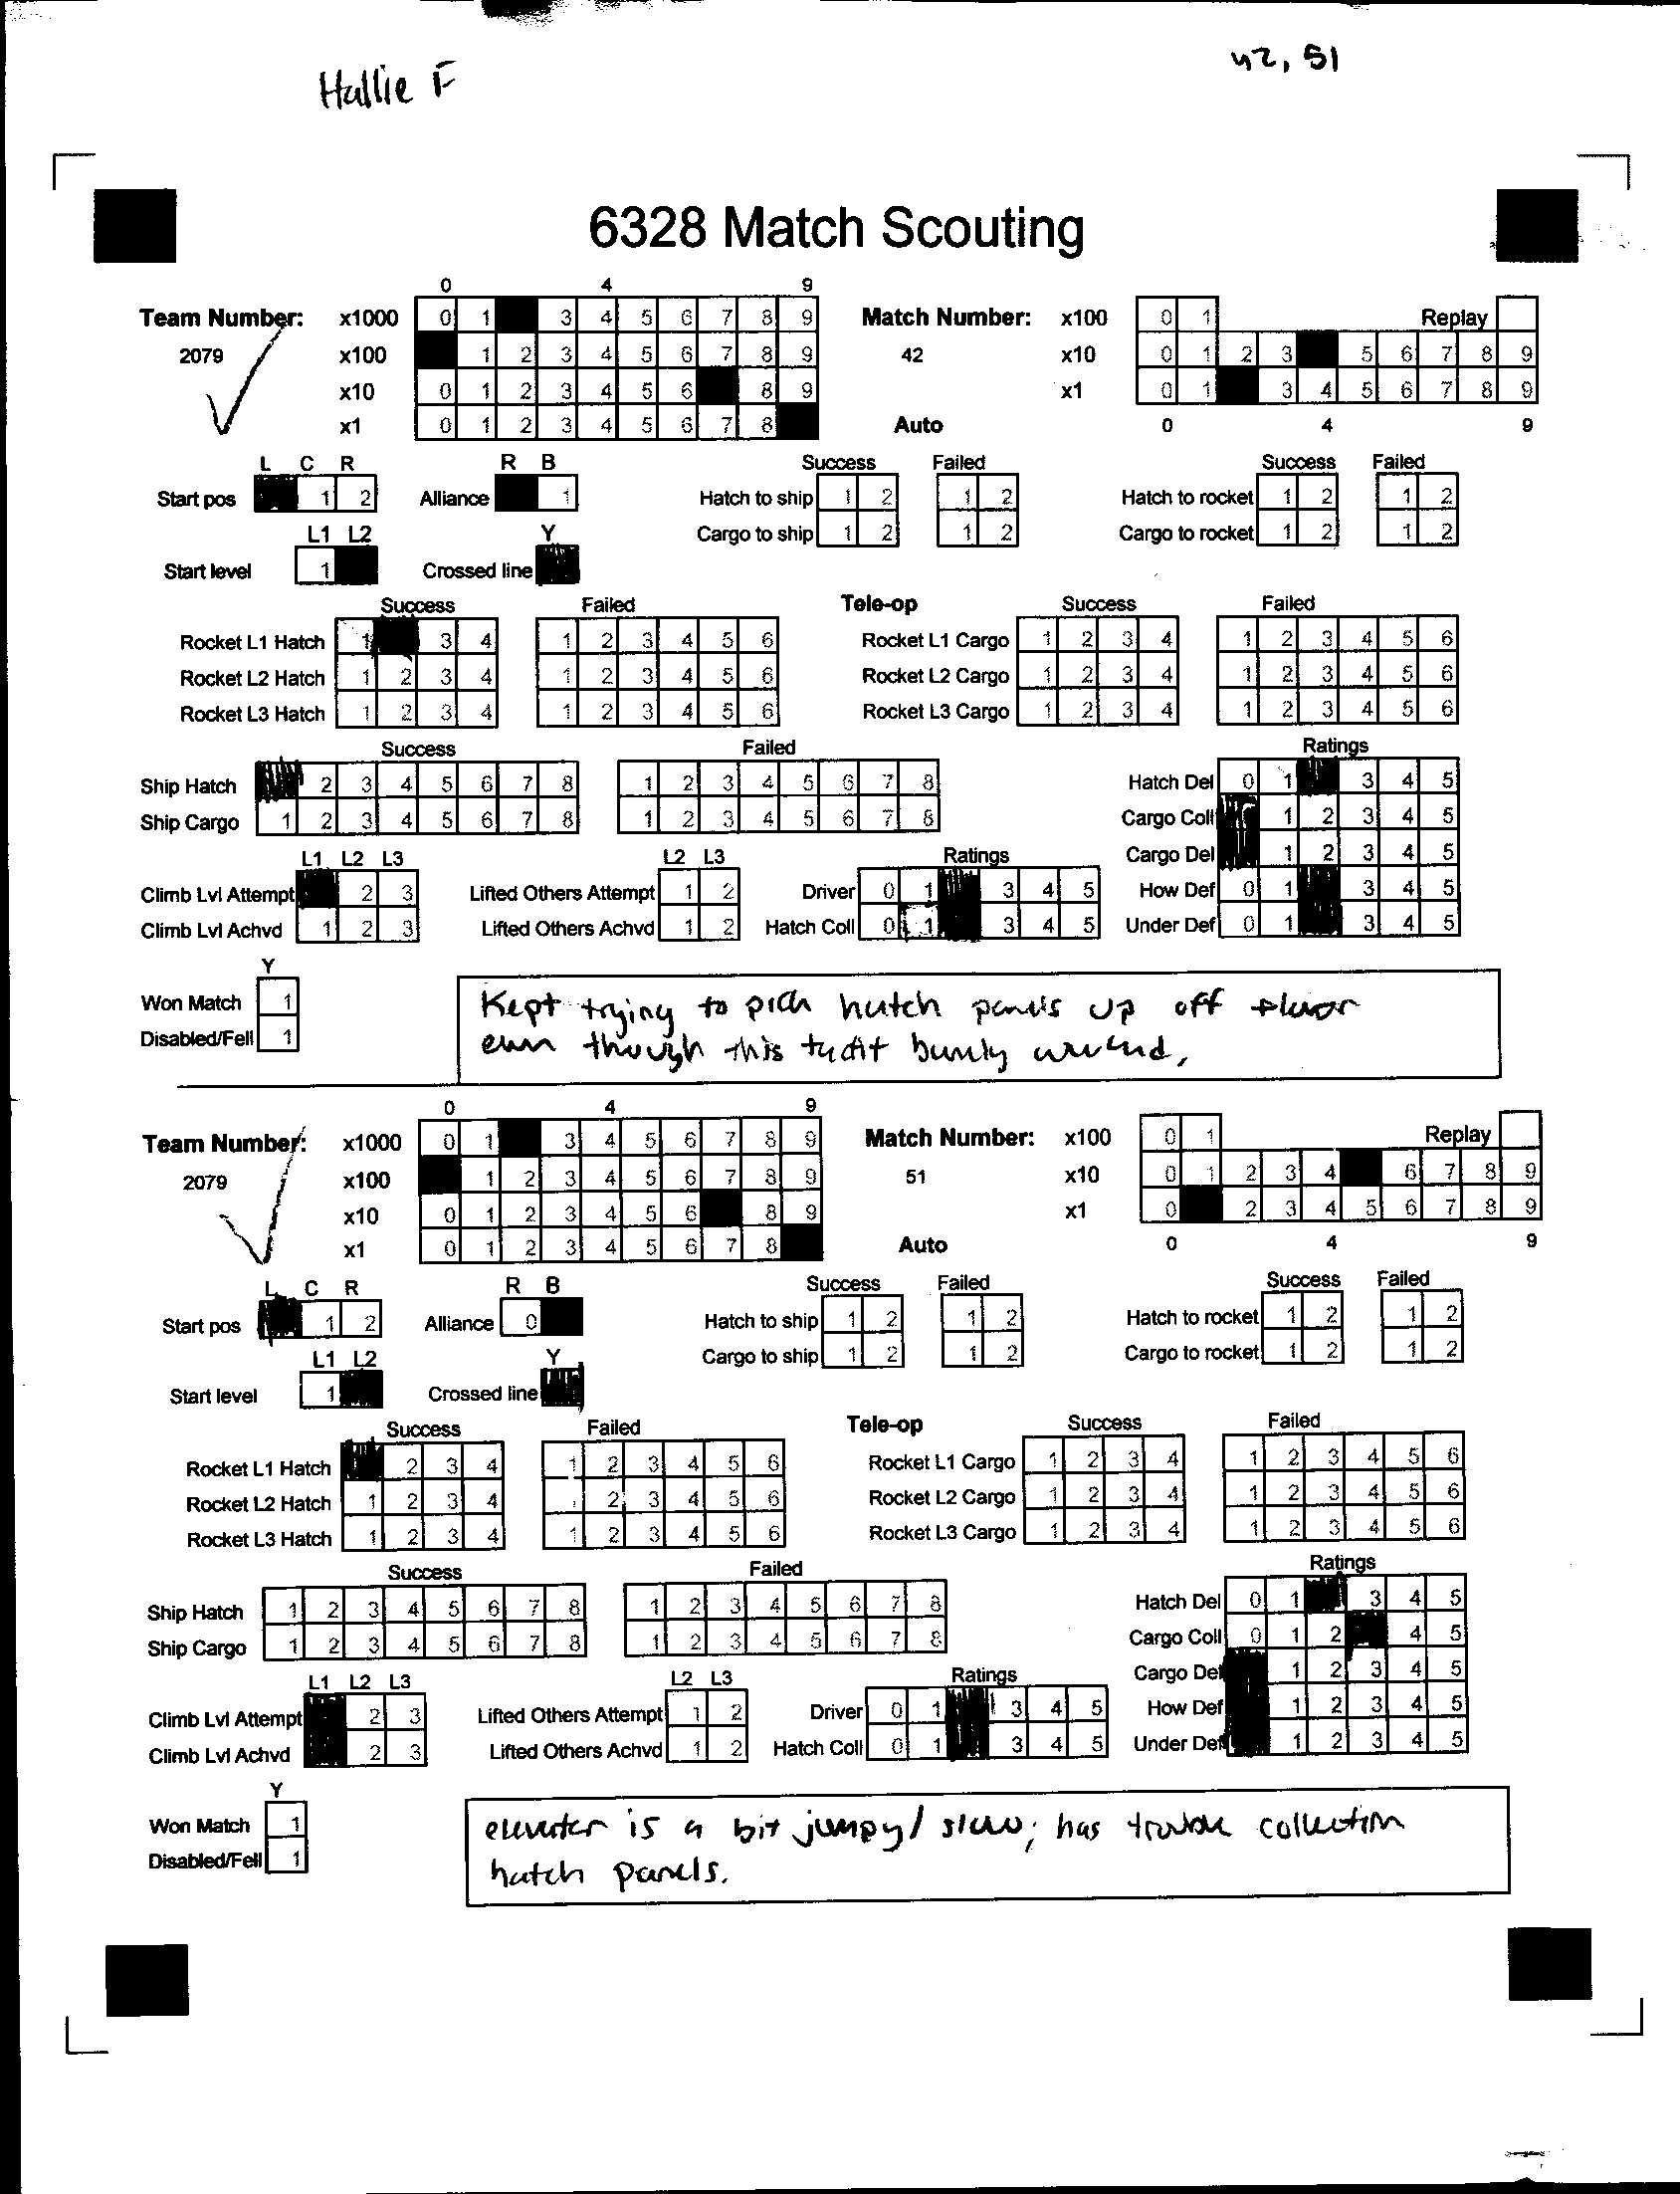 Hallie F
42, 51
6328 Match Scouting
0 4 9
Team Number: x1000 0 1 3 4 5 6 7 8 9 Match Number: x100 0 1 Replay
2079 x100 1 2 3 4 5 6 7 8 9 42 x10 0 1 2 3 5 6 7 8 9
x10 0 1 2 3 4 5 6 8 9 x1 0 1 3 4 5 6 7 8 9
x1 0 1 2 3 4 5 6 7 8 Auto 0 4 9
L C R R B Success Failed Success Failed
Start pos 1 2 Alliance 1 Hatch to ship 1 2 1 2 Hatch to rocket 1 2 1 2
L1 L2 Y Cargo to ship 1 2 1 2 Cargo to rocket 1 2 1 2
Start level 1 Crossed line
Success Failed Tele-op Success Failed
Rocket L1 Hatch 1 3 4 1 2 3 4 5 6 Rocket L1 Cargo 1 2 3 4 1 2 3 4 5 6
Rocket L2 Hatch 1 2 3 4 1 2 3 4 5 6 Rocket L2 Cargo 1 2 3 4 1 2 3 4 5 6
Rocket L3 Hatch 1 2 3 4 1 2 3 4 5 6 Rocket L3 Cargo 1 2 3 4 1 2 3 4 5 6
Success Failed Ratings
Ship Hatch 2 3 4 5 6 7 8 1 2 3 4 5 6 7 8 Hatch Del 0 1 3 4 5
Ship Cargo 1 2 3 4 5 6 7 8 1 2 3 4 5 6 7 8 Cargo Coll 1 2 3 4 5
L1 L2 L3 L2 L3 Ratings Cargo Del 1 2 3 4 5
Climb Lvl Attempt 2 3 Lifted Others Attempt 1 2 Driver 0 1 3 4 5 How Def 0 1 3 4 5
Climb Lvl Achvd 1 2 3 Lifted Others Achvd 1 2 Hatch Coll 0 1 3 4 5 Under Def 0 1 3 4 5
Y
Won Match 1
Disabled/Fell 1
Kept trying to pick hatch panels up off floor
even though this didn't work around,
0 4 9
Team Number: x1000 0 1 3 4 5 6 7 8 9 Match Number: x100 0 1 Replay
2079 x100 1 2 3 4 5 6 7 8 9 51 x10 0 1 2 3 4 6 7 8 9
x10 0 1 2 3 4 5 6 8 9 x1 0 2 3 4 5 6 7 8 9
x1 0 1 2 3 4 5 6 7 8 Auto 0 4 9
L C R R B Success Failed Success Failed
Start pos 1 2 Alliance 0 Hatch to ship 1 2 1 2 Hatch to rocket 1 2 1 2
L1 L2 Y Cargo to ship 1 2 1 2 Cargo to rocket 1 2 1 2
Start level 1 Crossed line
Success Failed Tele-op Success Failed
Rocket L1 Hatch 2 3 4 1 2 3 4 5 6 Rocket L1 Cargo 1 2 3 4 1 2 3 4 5 6
Rocket L2 Hatch 1 2 3 4 2 3 4 5 6 Rocket L2 Cargo 1 2 3 4 1 2 3 4 5 6
Rocket L3 Hatch 1 2 3 4 1 2 3 4 5 6 Rocket L3 Cargo 1 2 3 4 1 2 3 4 5 6
Success Failed Ratings
Ship Hatch 1 2 3 4 5 6 7 8 1 2 3 4 5 6 7 8 Hatch Del 0 1 3 4 5
Ship Cargo 1 2 3 4 5 6 7 8 1 2 3 4 5 6 7 8 Cargo Coll 0 1 2 4 5
L1 L2 L3 L2 L3 Ratings Cargo Del 1 2 3 4 5
Climb Lvl Attempt 2 3 Lifted Others Attempt 1 2 Driver 0 1 3 4 5 How Def 1 2 3 4 5
Climb Lvl Achvd 2 3 Lifted Others Achvd 1 2 Hatch Coll 0 1 3 4 5 Under Def 1 2 3 4 5
Y
Won Match 1
Disabled/Fell 1
elevator is a bit jumpy/slow; has trouble collection
hatch panels.